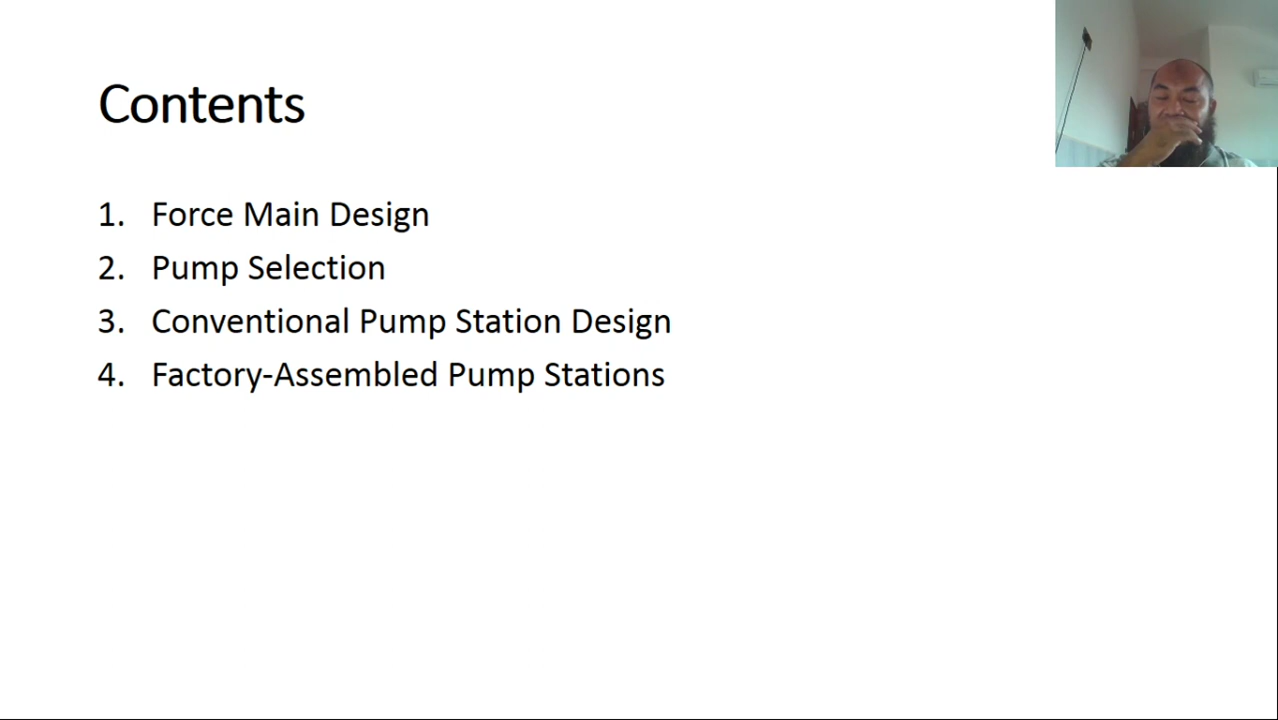 Contents
1. Force Main Design
2. Pump Selection
3. Conventional Pump Station Design
4. Factory-Assembled Pump Stations